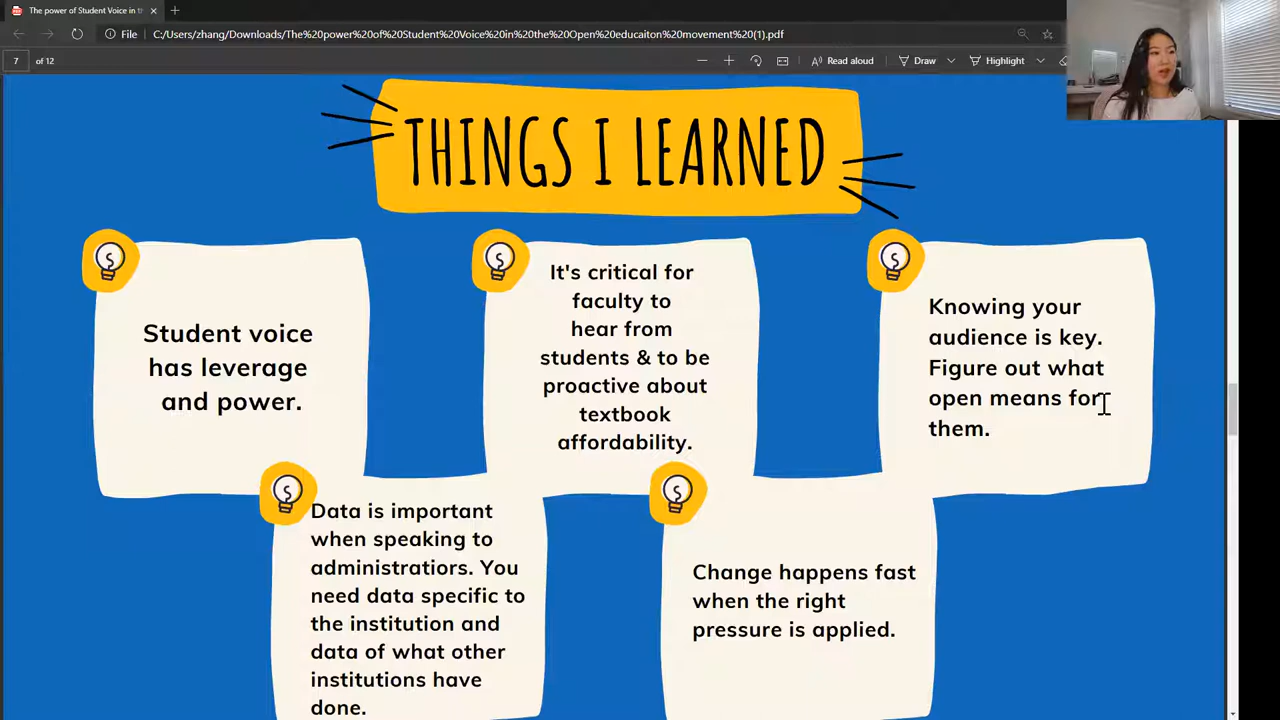 The power of Student Voice in th
File
C:/Users/zhang/Downloads/The%20power%20of%20Student%20Voice%20in%20the%20Open%20educaiton%20movement%20(1).pdf
7 of 12
Read aloud
Draw
Highlight
THINGS I LEARNED
Student voice
has leverage
and power.
It's critical for
faculty to
hear from
students & to be
proactive about
textbook
affordability.
Knowing your
audience is key.
Figure out what
open means for
them.
Data is important
when speaking to
administratiors. You
need data specific to
the institution and
data of what other
institutions have
done.
Change happens fast
when the right
pressure is applied.